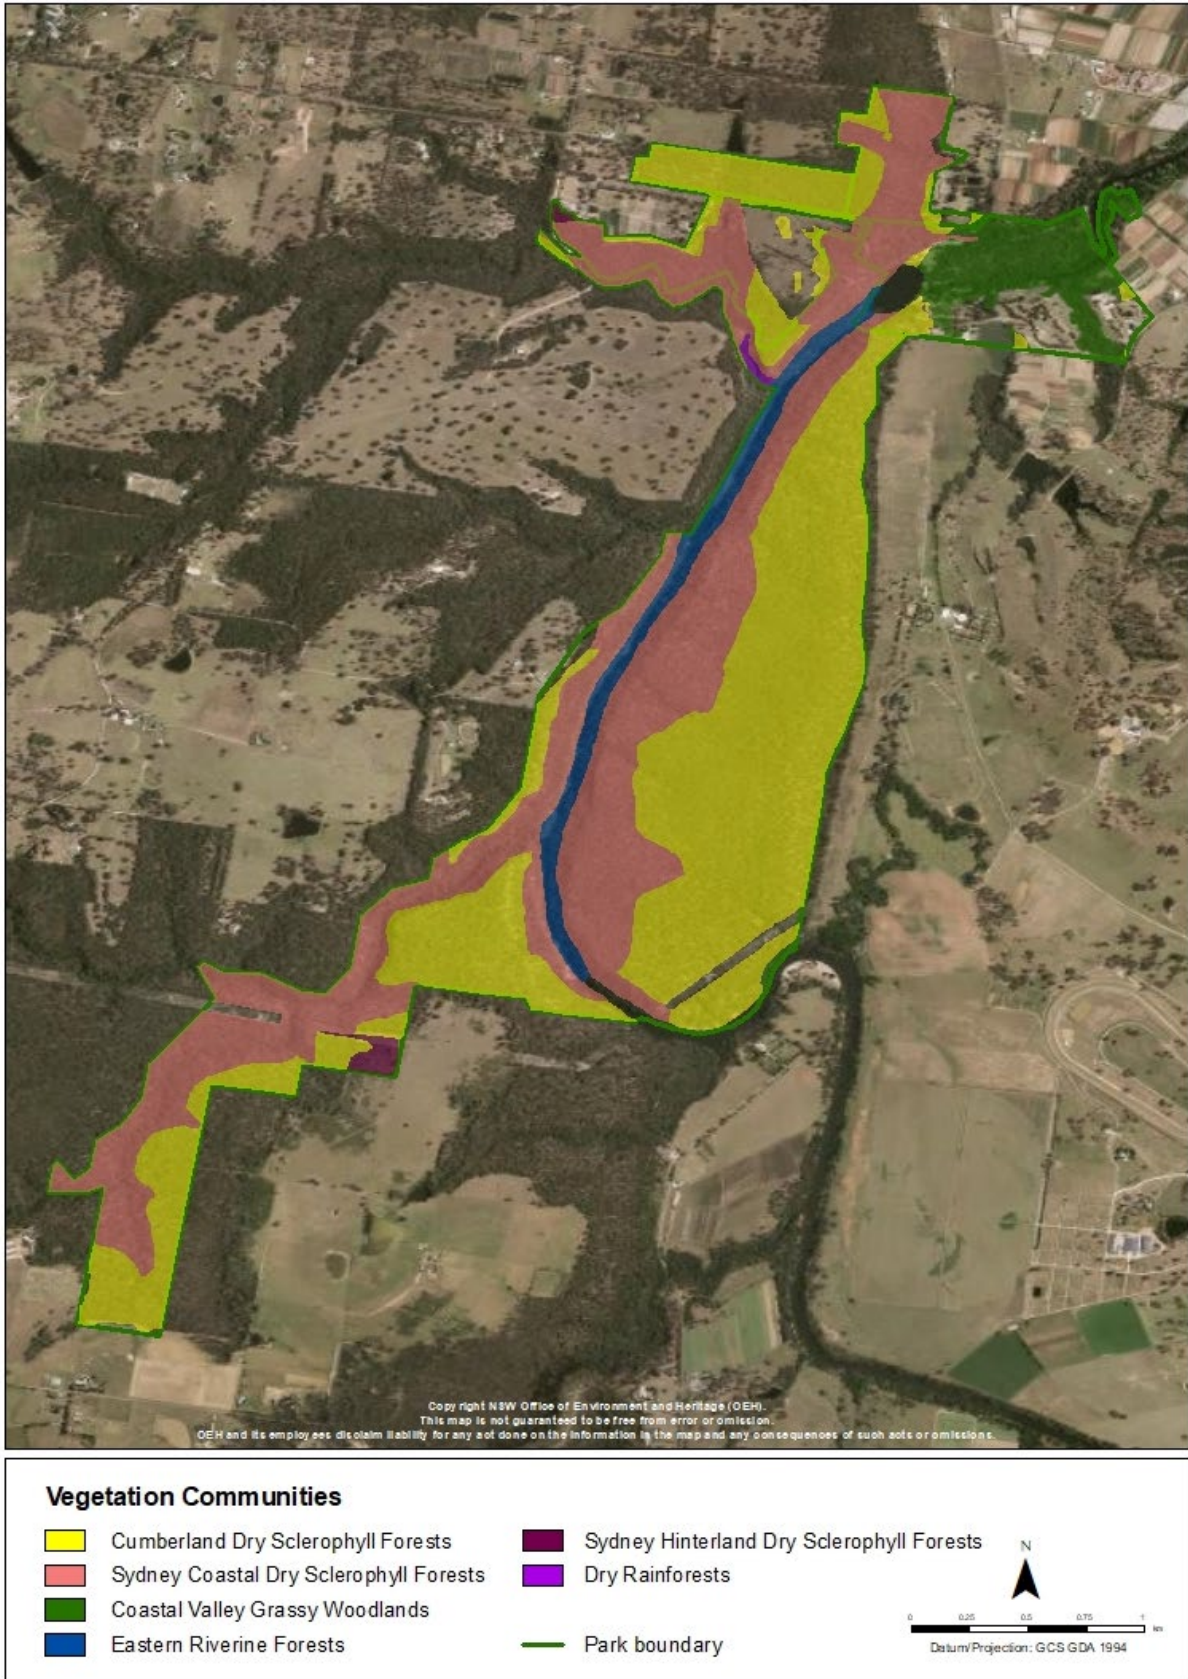 Copyright NSW Office of Environment and Heritage (OEH).
This map is not guaranteed to be free from error or omission.
OEH and its employees disclaim liability for any act done on the information in the map and any consequences of such acts or omissions.
Vegetation Communities
Cumberland Dry Sclerophyll Forests
Sydney Coastal Dry Sclerophyll Forests
Coastal Valley Grassy Woodlands
Eastern Riverine Forests
Sydney Hinterland Dry Sclerophyll Forests
Dry Rainforests
Park boundary
N
0 0.25 0.5 0.75 1
km
Datum/Projection: GCS GDA 1994